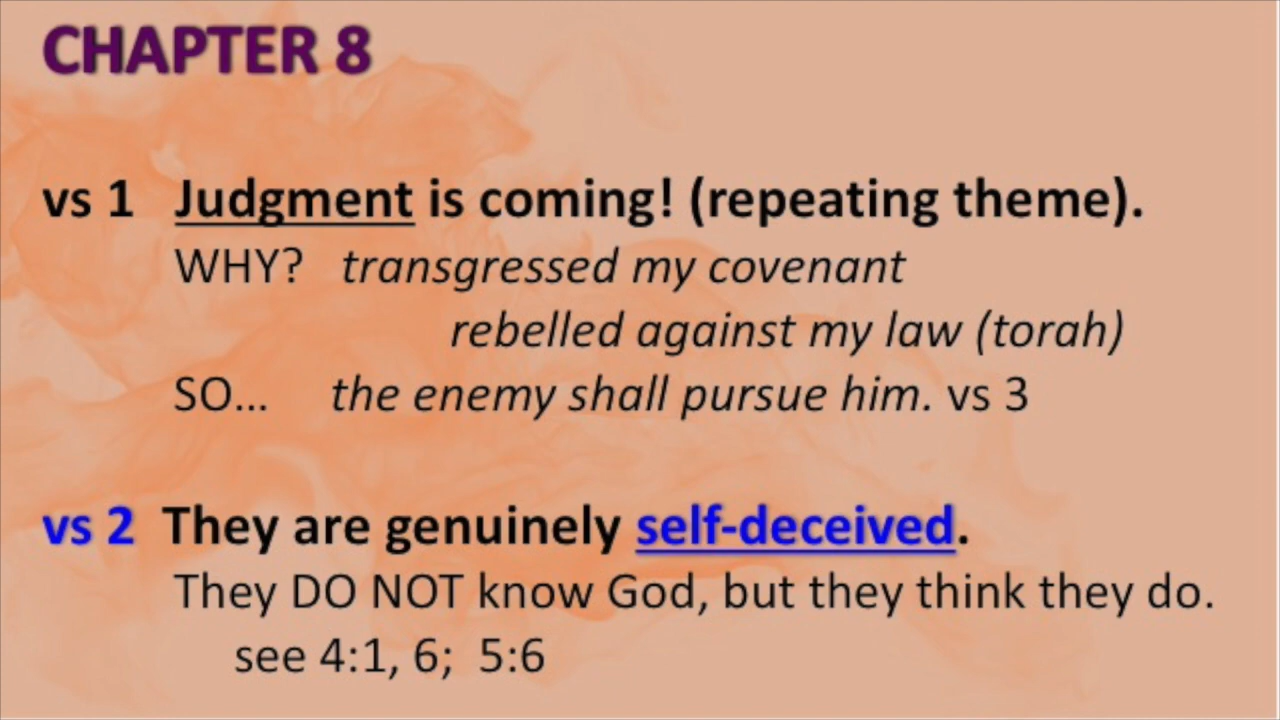 CHAPTER 8
vs 1 Judgment is coming! (repeating theme).
WHY? transgressed my covenant
rebelled against my law (torah)
SO... the enemy shall pursue him. vs 3
vs 2 They are genuinely self-deceived.
They DO NOT know God, but they think they do.
see 4:1, 6; 5:6